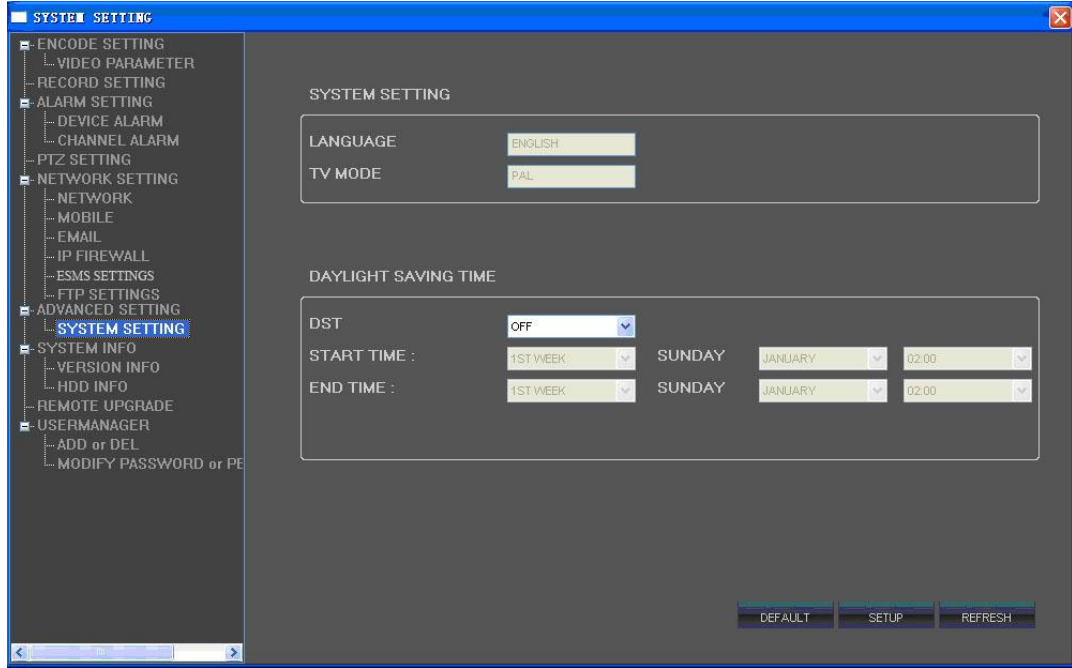 SYSTEM SETTING
ENCODE SETTING
VIDEO PARAMETER
RECORD SETTING
ALARM SETTING
DEVICE ALARM
CHANNEL ALARM
PTZ SETTING
NETWORK SETTING
NETWORK
MOBILE
EMAIL
IP FIREWALL
ESMS SETTINGS
FTP SETTINGS
ADVANCED SETTING
SYSTEM SETTING
SYSTEM INFO
VERSION INFO
HDD INFO
REMOTE UPGRADE
USERMANAGER
ADD or DEL
MODIFY PASSWORD or PE
SYSTEM SETTING
LANGUAGE ENGLISH
TV MODE PAL
DAYLIGHT SAVING TIME
DST OFF
START TIME : 1ST WEEK SUNDAY JANUARY 02:00
END TIME : 1ST WEEK SUNDAY JANUARY 02:00
DEFAULT SETUP REFRESH